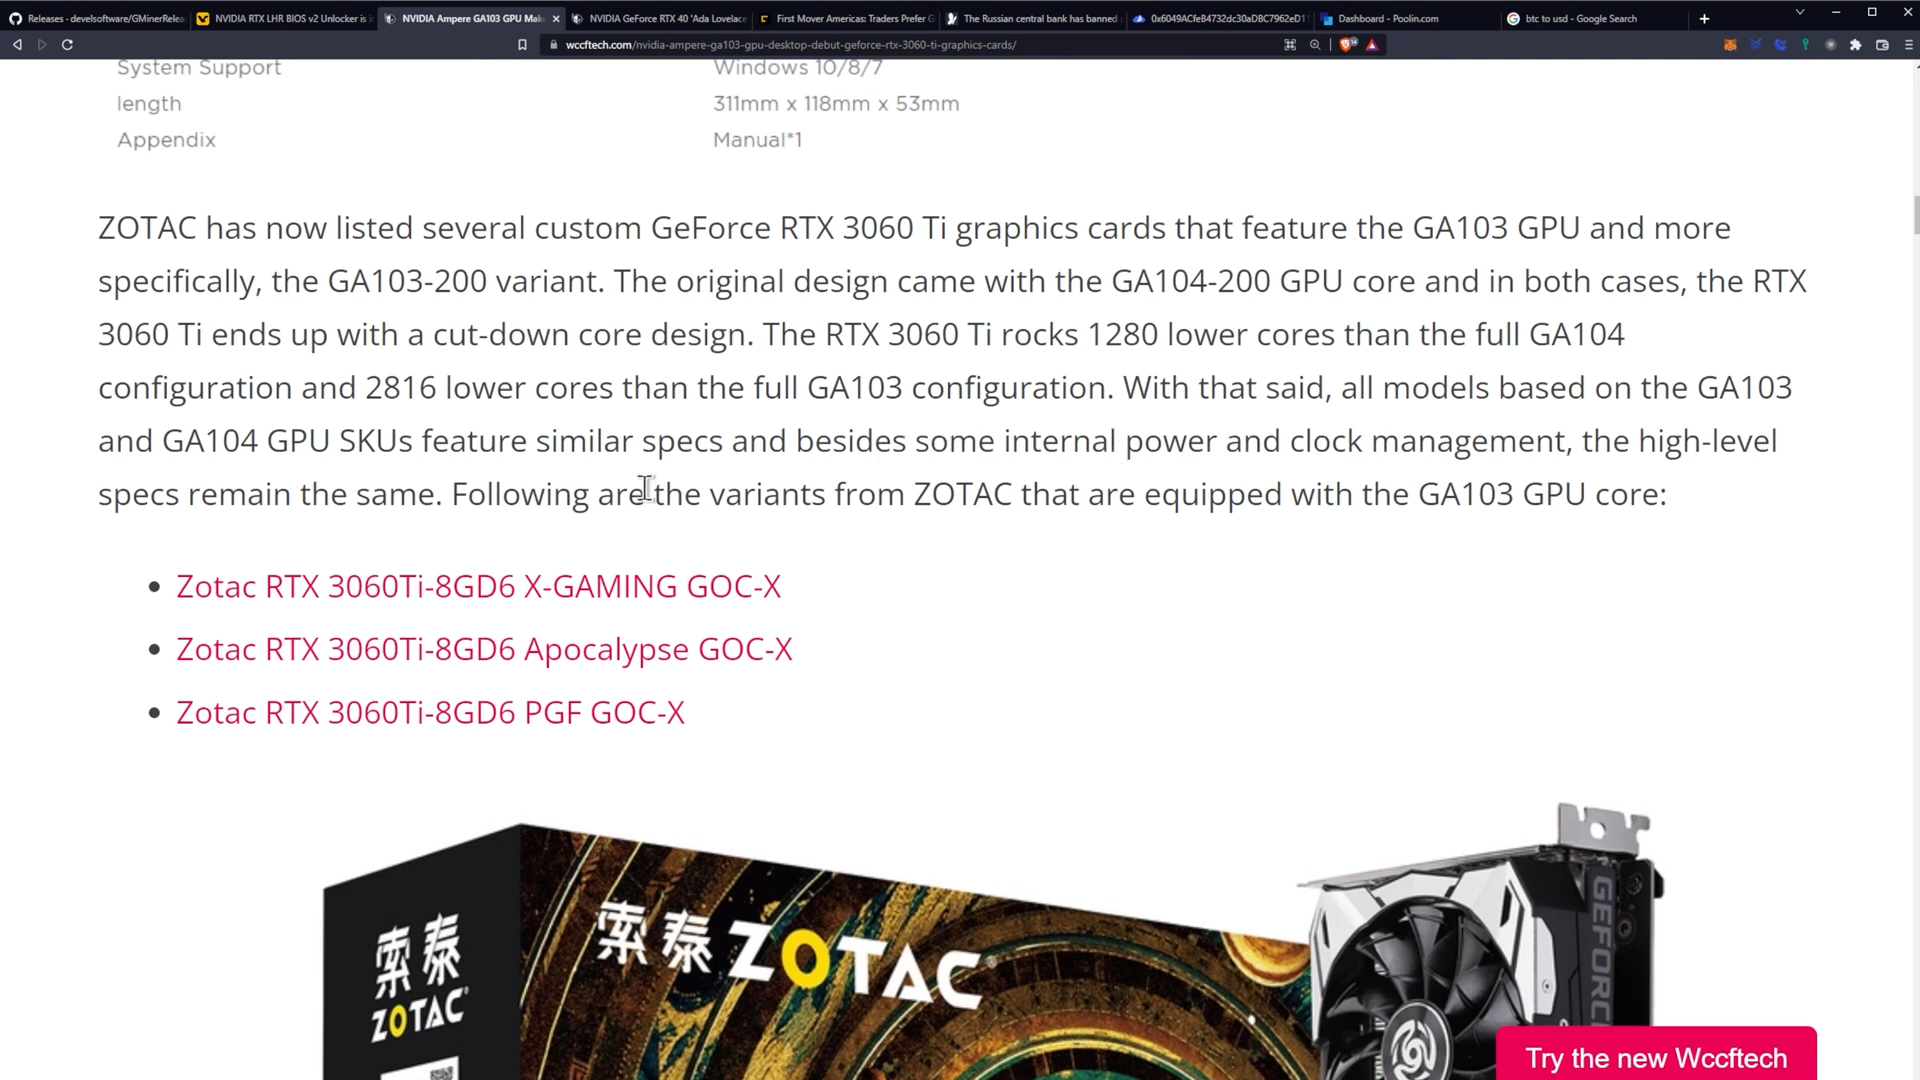 Releases · develsoftware/GMinerRelea
NVIDIA RTX LHR BIOS v2 Unlocker is i
NVIDIA Ampere GA103 GPU Mak
NVIDIA GeForce RTX 40 'Ada Lovelace
First Mover Americas: Traders Prefer G
The Russian central bank has banned
0x6049ACfeB4732dc30aDBC7962eD1
Dashboard - Poolin.com
btc to usd - Google Search
wccftech.com/nvidia-ampere-ga103-gpu-desktop-debut-geforce-rtx-3060-ti-graphics-cards/
System Support Windows 10/8/7
length 311mm x 118mm x 53mm
Appendix Manual*1
ZOTAC has now listed several custom GeForce RTX 3060 Ti graphics cards that feature the GA103 GPU and more
specifically, the GA103-200 variant. The original design came with the GA104-200 GPU core and in both cases, the RTX
3060 Ti ends up with a cut-down core design. The RTX 3060 Ti rocks 1280 lower cores than the full GA104
configuration and 2816 lower cores than the full GA103 configuration. With that said, all models based on the GA103
and GA104 GPU SKUs feature similar specs and besides some internal power and clock management, the high-level
specs remain the same. Following are the variants from ZOTAC that are equipped with the GA103 GPU core:
• Zotac RTX 3060Ti-8GD6 X-GAMING GOC-X
• Zotac RTX 3060Ti-8GD6 Apocalypse GOC-X
• Zotac RTX 3060Ti-8GD6 PGF GOC-X
索泰
ZOTAC
索泰 ZOTAC
GEFORCE
Try the new Wccftech